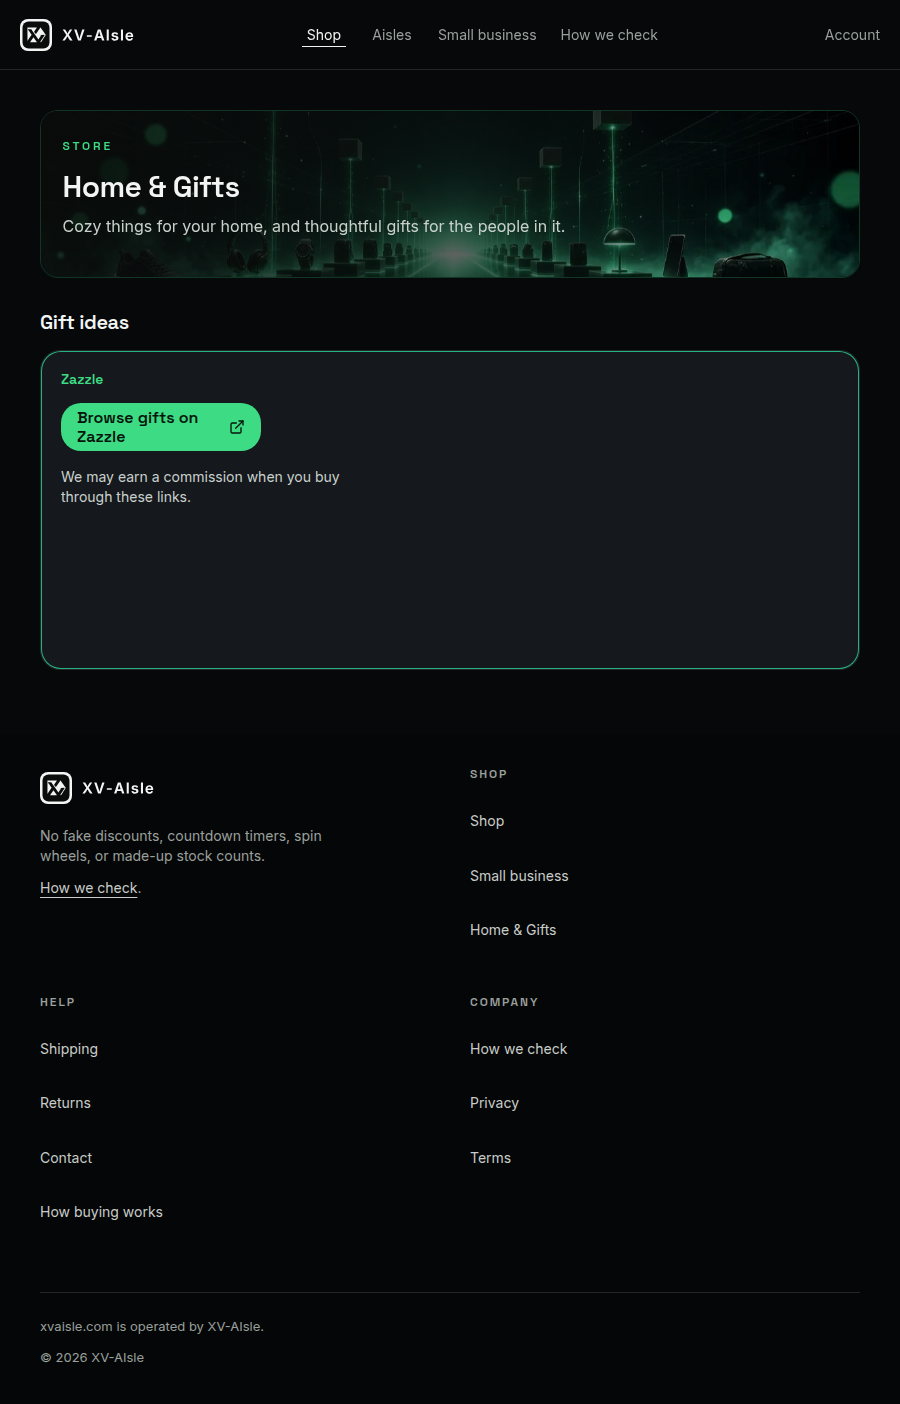 XV-AIsle
Shop
Aisles
Small business
How we check
Account
STORE
Home & Gifts
Cozy things for your home, and thoughtful gifts for the people in it.
Gift ideas
Zazzle
Browse gifts on
Zazzle
We may earn a commission when you buy
through these links.
XV-AIsle
No fake discounts, countdown timers, spin
wheels, or made-up stock counts.
How we check.
SHOP
Shop
Small business
Home & Gifts
HELP
Shipping
Returns
Contact
How buying works
COMPANY
How we check
Privacy
Terms
xvaisle.com is operated by XV-AIsle.
© 2026 XV-AIsle